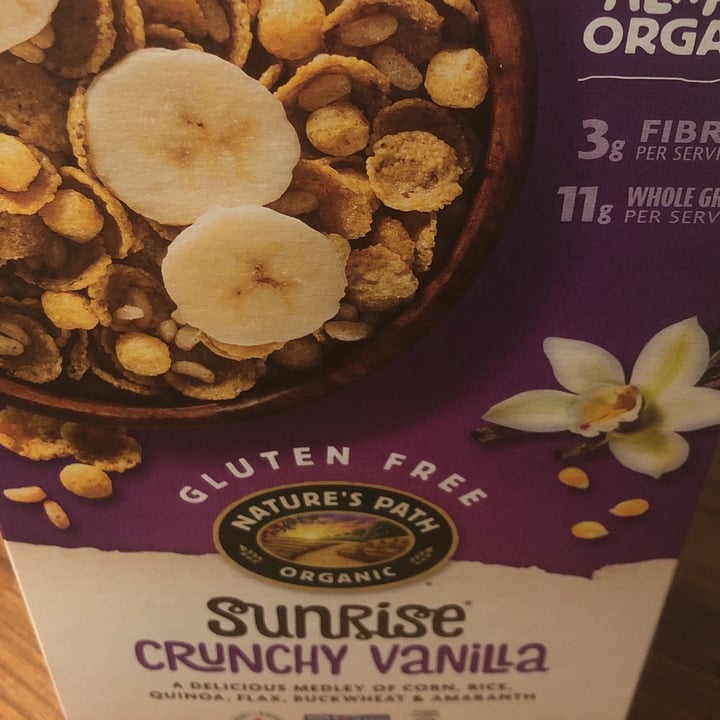 ORGA
3g FIBR
PER SERVI
11g WHOLE GR
PER SERV
GLUTEN FREE
NATURE'S PATH
ORGANIC
SUNRISE
CRUNCHY VANILLA
A DELICIOUS MEDLEY OF CORN, RICE,
QUINOA, FLAX, BUCKWHEAT & AMARANTH